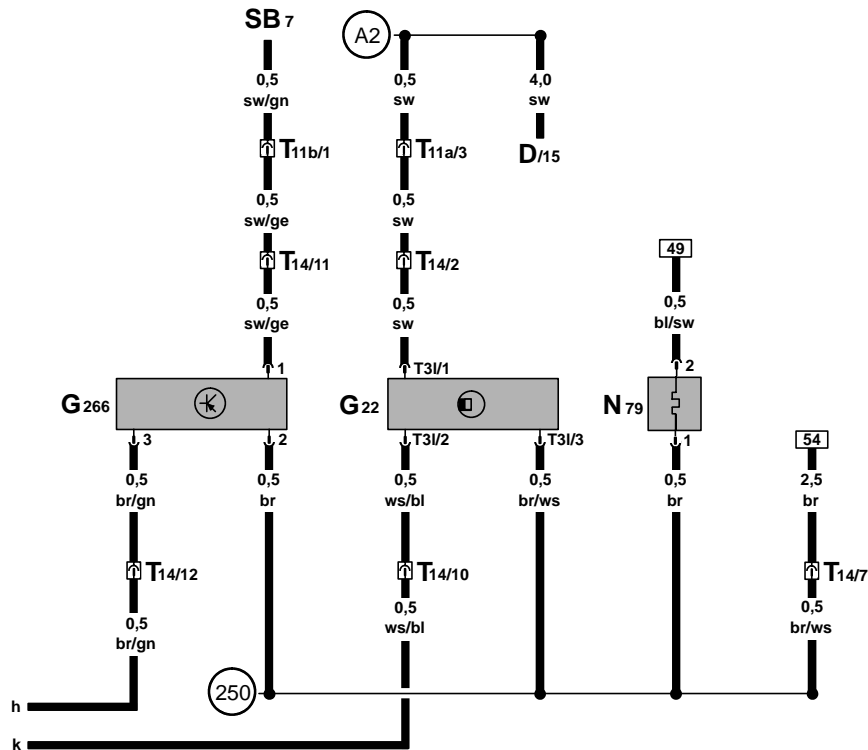 SB 7
A2
0,5
sw/gn
0,5
sw
4,0
sw
T11b/1
T11a/3
D/15
0,5
sw/ge
0,5
sw
49
T14/11
T14/2
0,5
bl/sw
0,5
sw/ge
0,5
sw
1
T3l/1
2
G266
G22
N79
3
2
T3l/2
T3l/3
1
54
0,5
br/gn
0,5
br
0,5
ws/bl
0,5
br/ws
0,5
br
2,5
br
T14/12
T14/10
T14/7
0,5
br/gn
0,5
ws/bl
0,5
br/ws
250
h
k